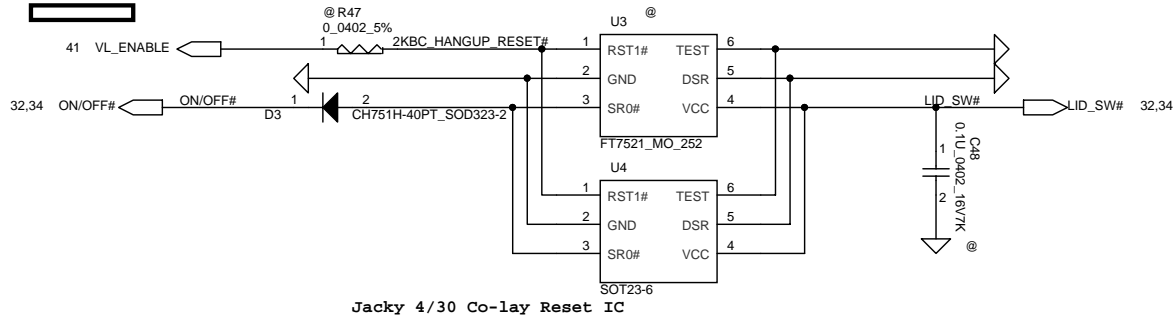 @ R47
0_0402_5%
U3
@
41 VL_ENABLE 1 2 KBC_HANGUP_RESET# 1 RST1# TEST 6
2 GND DSR 5
32,34 ON/OFF# ON/OFF# 1 2 3 SR0# VCC 4 LID_SW# LID_SW# 32,34
D3 CH751H-40PT_SOD323-2
FT7521_MO_252
U4
1 RST1# TEST 6
2 GND DSR 5
3 SR0# VCC 4
SOT23-6
1
2
C48
0.1U_0402_16V7K
@
Jacky 4/30 Co-lay Reset IC